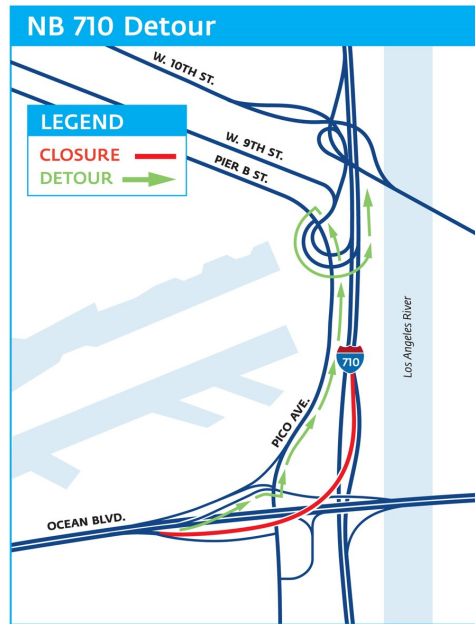 NB 710 Detour
W. 10TH ST.
LEGEND
CLOSURE
DETOUR
W. 9TH ST.
PIER B ST.
Los Angeles River
710
PICO AVE.
OCEAN BLVD.